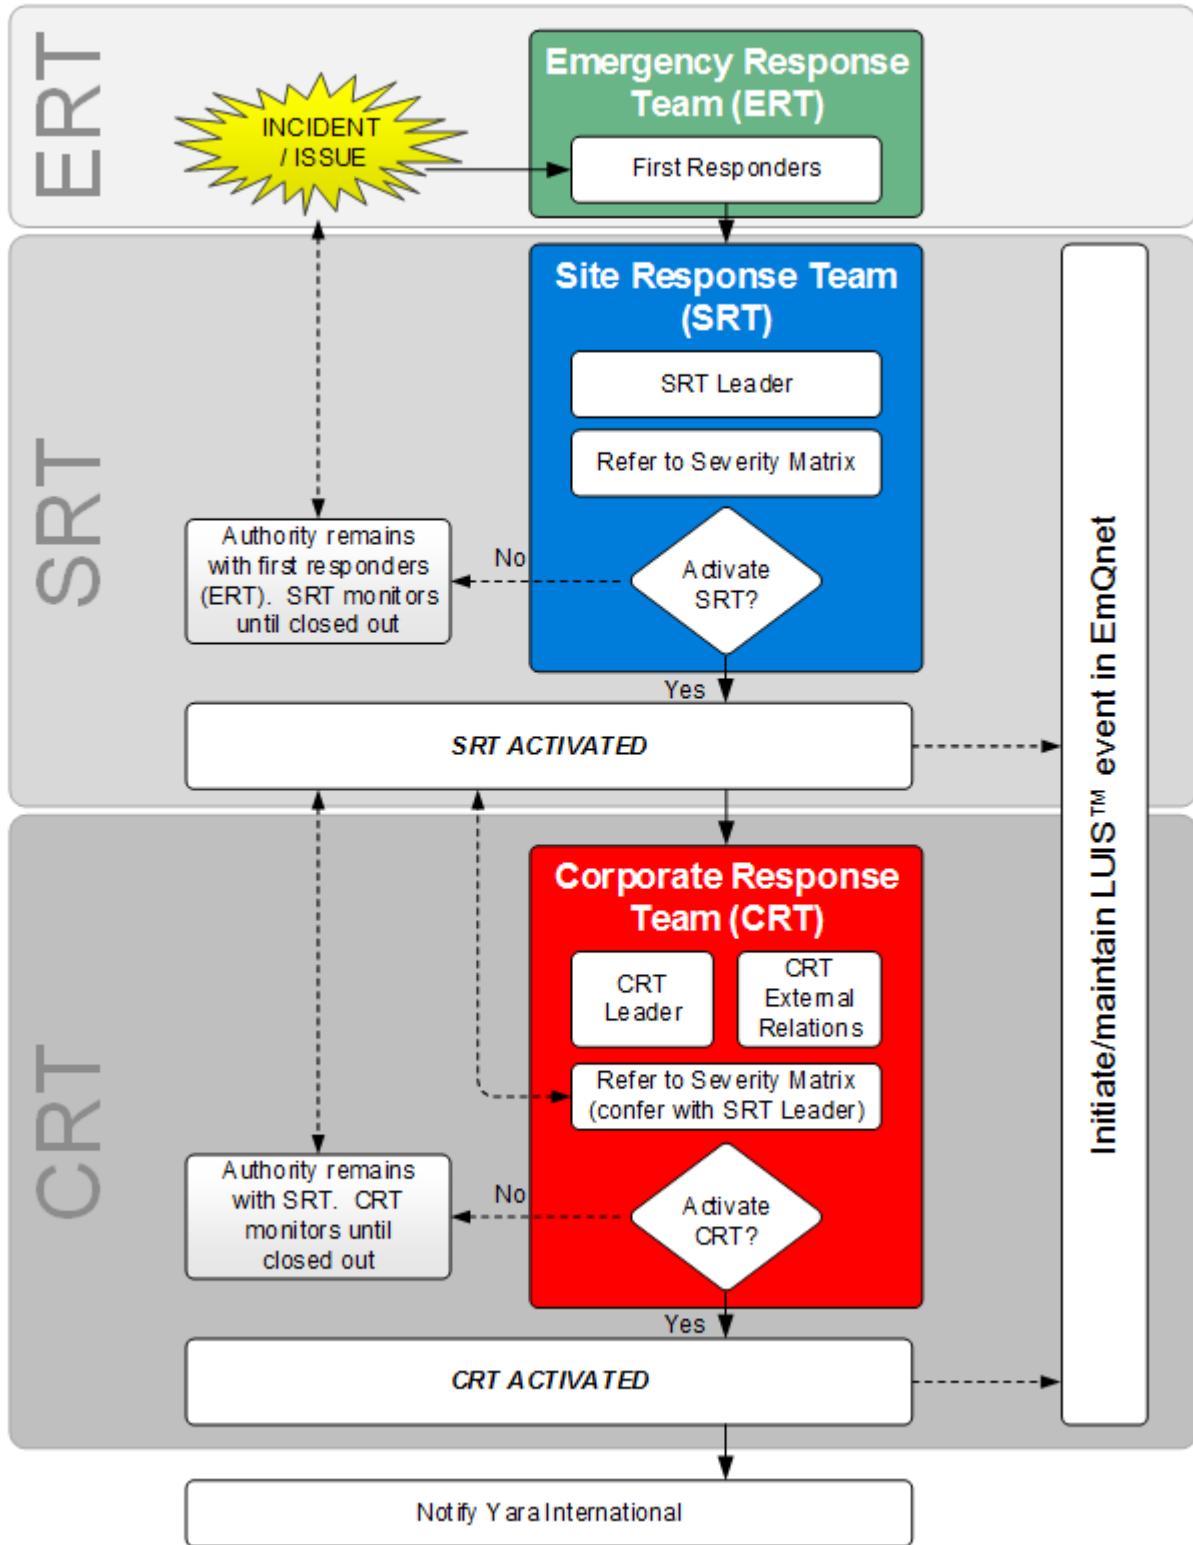 ERT
INCIDENT
/ ISSUE
Emergency Response
Team (ERT)
First Responders
SRT
Site Response Team
(SRT)
SRT Leader
Refer to Severity Matrix
Activate
SRT?
No
Authority remains
with first responders
(ERT). SRT monitors
until closed out
Yes
SRT ACTIVATED
Initiate/maintain LUIS™ event in EmQnet
CRT
Corporate Response
Team (CRT)
CRT
Leader
CRT
External
Relations
Refer to Severity Matrix
(confer with SRT Leader)
Activate
CRT?
No
Authority remains
with SRT. CRT
monitors until
closed out
Yes
CRT ACTIVATED
Notify Yara International